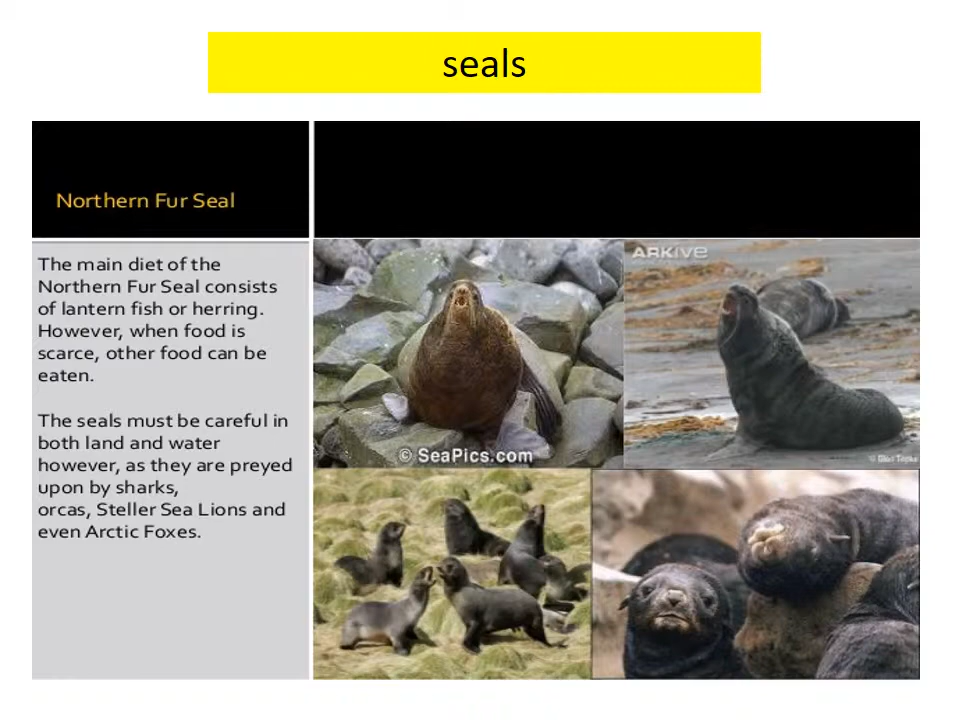 seals
Northern Fur Seal
The main diet of the
Northern Fur Seal consists
of lantern fish or herring.
However, when food is
scarce, other food can be
eaten.
The seals must be careful in
both land and water
however, as they are preyed
upon by sharks,
orcas, Steller Sea Lions and
even Arctic Foxes.
ARKIVE
© SeaPics.com